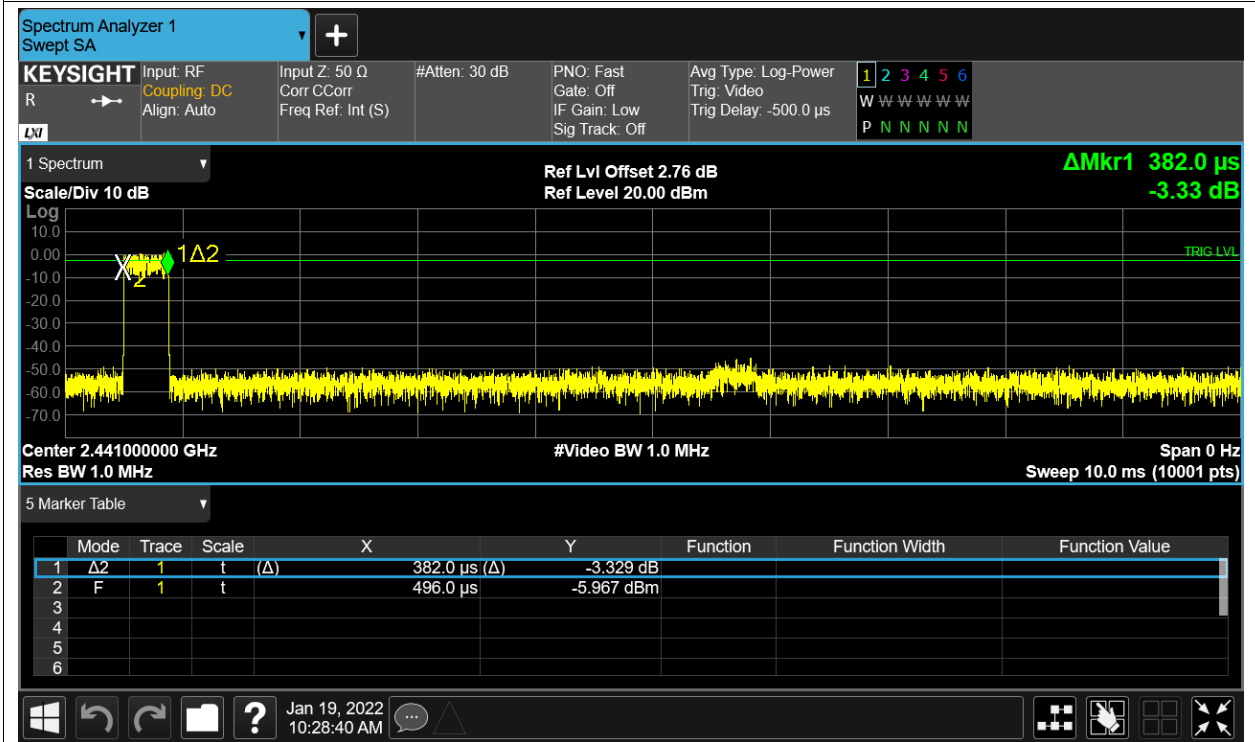 Spectrum Analyzer 1
Swept SA
+
KEYSIGHT Input: RF Input Z: 50 Ω #Atten: 30 dB PNO: Fast Avg Type: Log-Power 1 2 3 4 5 6
R Coupling: DC Corr CCorr Gate: Off Trig: Video W W W W W W
Align: Auto Freq Ref: Int (S) IF Gain: Low Trig Delay: -500.0 µs
LXI Sig Track: Off P N N N N N
1 Spectrum Ref Lvl Offset 2.76 dB ΔMkr1 382.0 µs
Scale/Div 10 dB Ref Level 20.00 dBm -3.33 dB
Log
10.0
0.00 1Δ2 TRIG LVL
X
2
-10.0
-20.0
-30.0
-40.0
-50.0
-60.0
-70.0
Center 2.441000000 GHz #Video BW 1.0 MHz Span 0 Hz
Res BW 1.0 MHz Sweep 10.0 ms (10001 pts)
5 Marker Table
Mode Trace Scale X Y Function Function Width Function Value
1 Δ2 1 t (Δ) 382.0 µs (Δ) -3.329 dB
2 F 1 t 496.0 µs -5.967 dBm
3
4
5
6
? Jan 19, 2022
10:28:40 AM